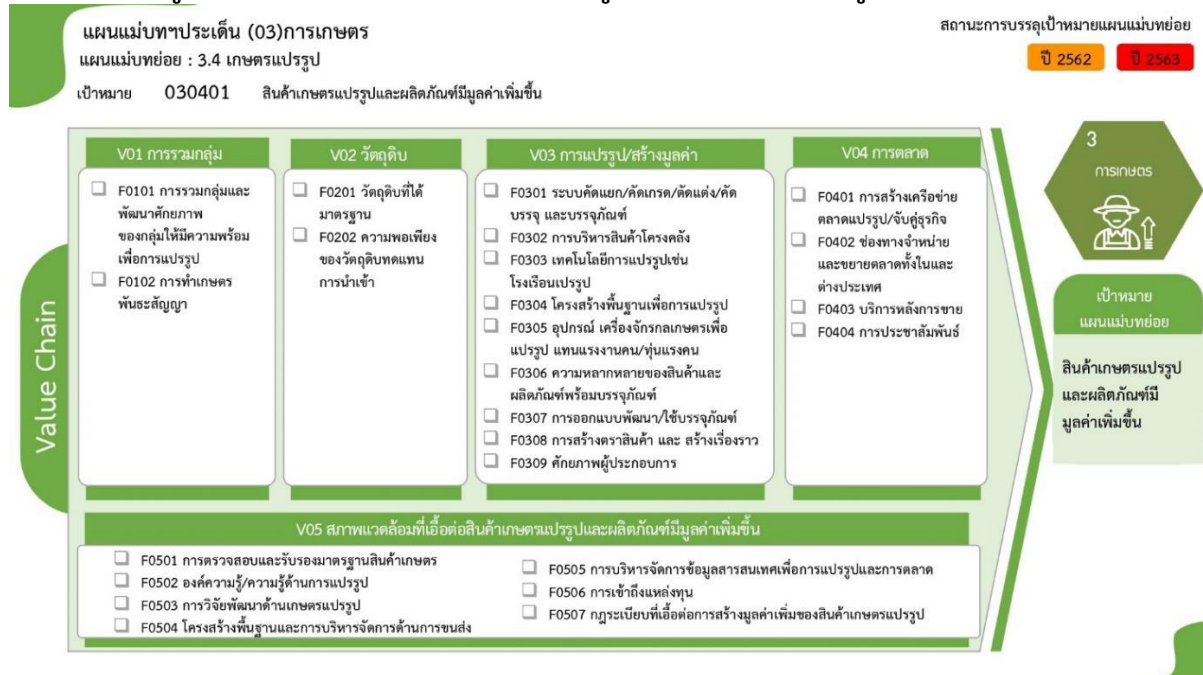 แผนแม่บทฯประเด็น (03)การเกษตร
แผนแม่บทย่อย : 3.4 เกษตรแปรรูป
เป้าหมาย 030401 สินค้าเกษตรแปรรูปและผลิตภัณฑ์มีมูลค่าเพิ่มขึ้น
สถานะการบรรลุเป้าหมายแผนแม่บทย่อย
ปี 2562 ปี 2563
Value Chain
V01 การรวมกลุ่ม
F0101 การรวมกลุ่มและ
พัฒนาศักยภาพ
ของกลุ่มให้มีความพร้อม
เพื่อการแปรรูป
F0102 การทำเกษตร
พันธะสัญญา
V02 วัตถุดิบ
F0201 วัตถุดิบที่ได้
มาตรฐาน
F0202 ความพอเพียง
ของวัตถุดิบทดแทน
การนำเข้า
V03 การแปรรูป/สร้างมูลค่า
F0301 ระบบคัดแยก/คัดเกรด/ตัดแต่ง/คัด
บรรจุ และบรรจุภัณฑ์
F0302 การบริหารสินค้าโครงคลัง
F0303 เทคโนโลยีการแปรรูปเช่น
โรงเรือนแปรรูป
F0304 โครงสร้างพื้นฐานเพื่อการแปรรูป
F0305 อุปกรณ์ เครื่องจักรกลเกษตรเพื่อ
แปรรูป แทนแรงงานคน/ทุ่นแรงคน
F0306 ความหลากหลายของสินค้าและ
ผลิตภัณฑ์พร้อมบรรจุภัณฑ์
F0307 การออกแบบพัฒนา/ใช้บรรจุภัณฑ์
F0308 การสร้างตราสินค้า และ สร้างเรื่องราว
F0309 ศักยภาพผู้ประกอบการ
V04 การตลาด
F0401 การสร้างเครือข่าย
ตลาดแปรรูป/จับคู่ธุรกิจ
F0402 ช่องทางจำหน่าย
และขยายตลาดทั้งในและ
ต่างประเทศ
F0403 บริการหลังการขาย
F0404 การประชาสัมพันธ์
V05 สภาพแวดล้อมที่เอื้อต่อสินค้าเกษตรแปรรูปและผลิตภัณฑ์มีมูลค่าเพิ่มขึ้น
F0501 การตรวจสอบและรับรองมาตรฐานสินค้าเกษตร
F0502 องค์ความรู้/ความรู้ด้านการแปรรูป
F0503 การวิจัยพัฒนาด้านเกษตรแปรรูป
F0504 โครงสร้างพื้นฐานและการบริหารจัดการด้านการขนส่ง
F0505 การบริหารจัดการข้อมูลสารสนเทศเพื่อการแปรรูปและการตลาด
F0506 การเข้าถึงแหล่งทุน
F0507 กฎระเบียบที่เอื้อต่อการสร้างมูลค่าเพิ่มของสินค้าเกษตรแปรรูป
3
การเกษตร
เป้าหมาย
แผนแม่บทย่อย
สินค้าเกษตรแปรรูป
และผลิตภัณฑ์มี
มูลค่าเพิ่มขึ้น